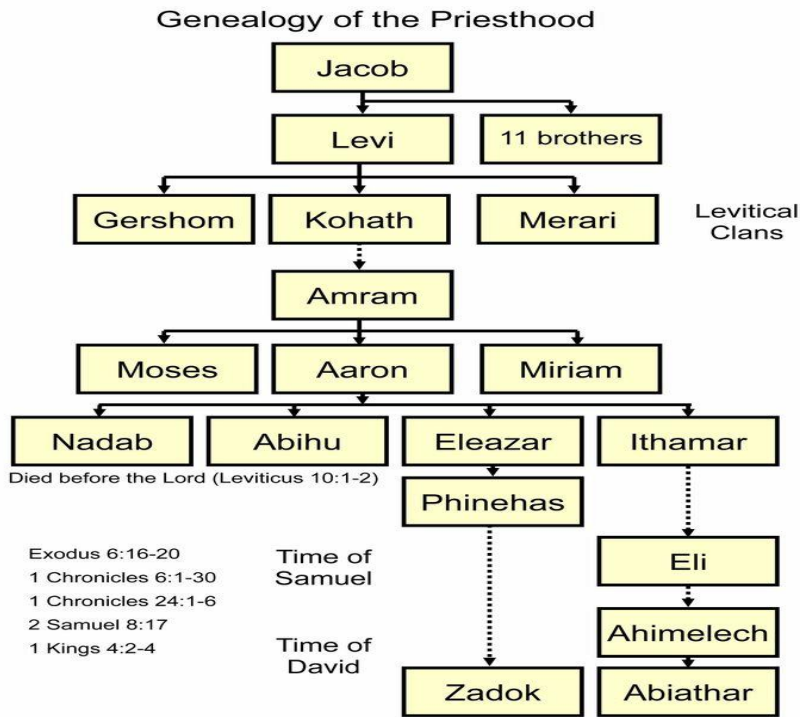 Genealogy of the Priesthood
Jacob
Levi
11 brothers
Gershom
Kohath
Merari
Levitical
Clans
Amram
Moses
Aaron
Miriam
Nadab
Abihu
Eleazar
Ithamar
Died before the Lord (Leviticus 10:1-2)
Phinehas
Exodus 6:16-20
1 Chronicles 6:1-30
1 Chronicles 24:1-6
2 Samuel 8:17
1 Kings 4:2-4
Time of
Samuel
Eli
Ahimelech
Time of
David
Zadok
Abiathar